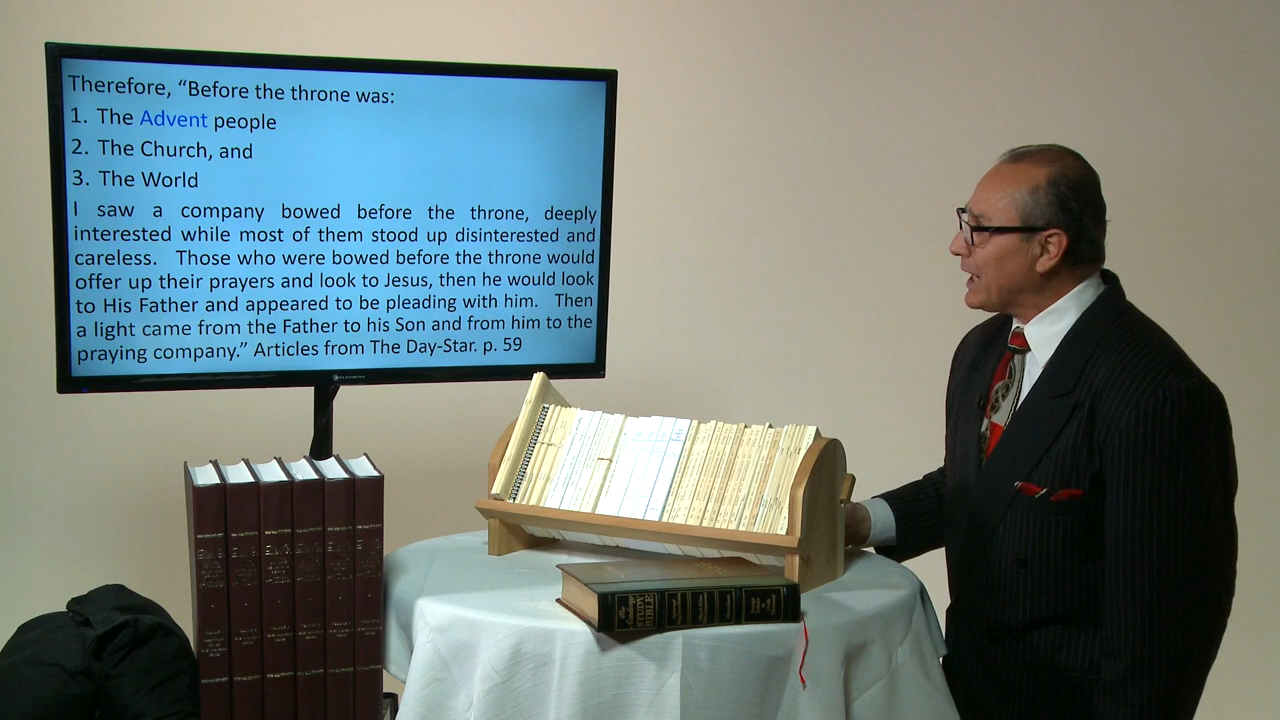 Therefore, “Before the throne was:
1. The Advent people
2. The Church, and
3. The World
I saw a company bowed before the throne, deeply
interested while most of them stood up disinterested and
careless. Those who were bowed before the throne would
offer up their prayers and look to Jesus, then he would look
to His Father and appeared to be pleading with him. Then
a light came from the Father to his Son and from him to the
praying company.” Articles from The Day-Star. p. 59
STUDY
BIBLE